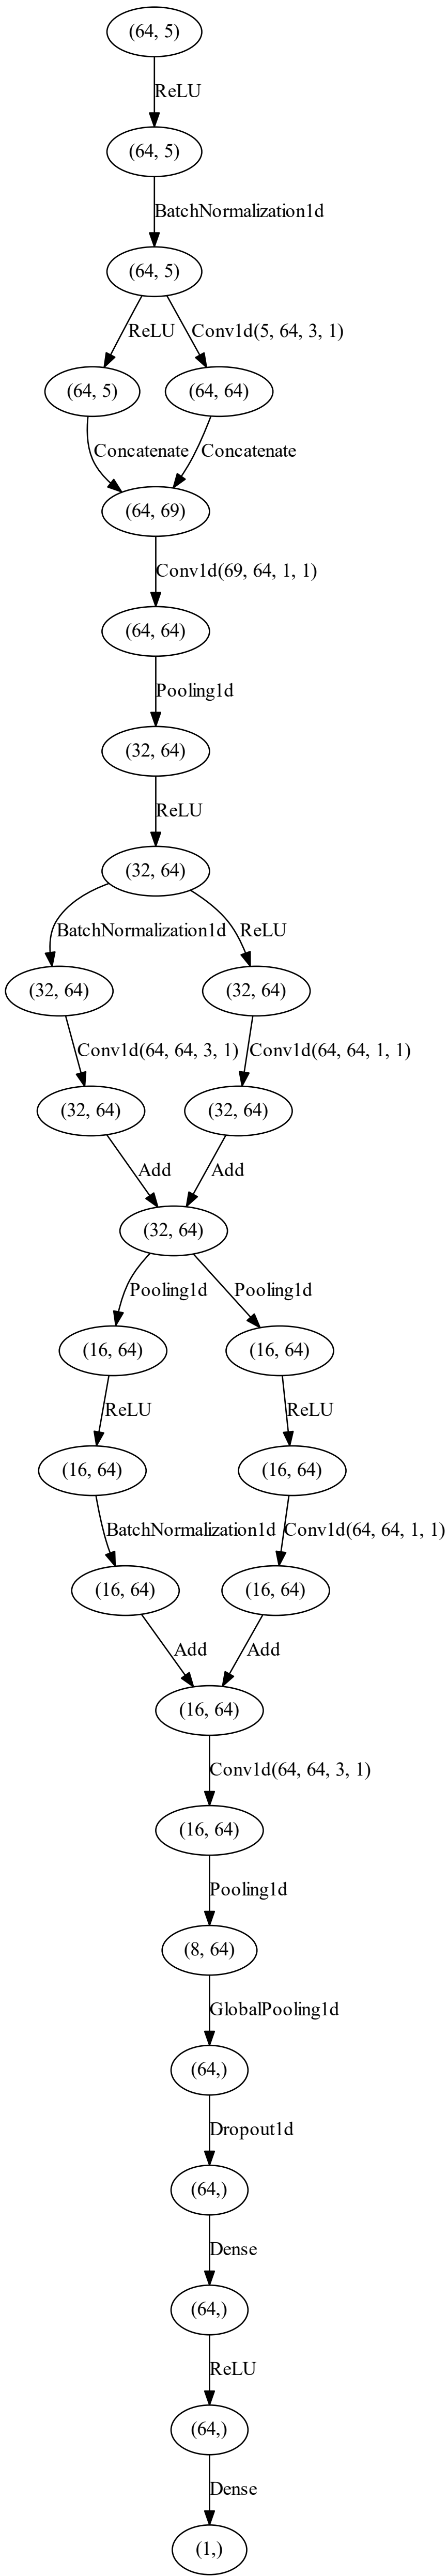 (64, 5)
ReLU
(64, 5)
BatchNormalization1d
(64, 5)
ReLU Conv1d(5, 64, 3, 1)
(64, 5) (64, 64)
Concatenate Concatenate
(64, 69)
Conv1d(69, 64, 1, 1)
(64, 64)
Pooling1d
(32, 64)
ReLU
(32, 64)
BatchNormalization1d ReLU
(32, 64) (32, 64)
Conv1d(64, 64, 3, 1) Conv1d(64, 64, 1, 1)
(32, 64) (32, 64)
Add Add
(32, 64)
Pooling1d Pooling1d
(16, 64) (16, 64)
ReLU ReLU
(16, 64) (16, 64)
BatchNormalization1d Conv1d(64, 64, 1, 1)
(16, 64) (16, 64)
Add Add
(16, 64)
Conv1d(64, 64, 3, 1)
(16, 64)
Pooling1d
(8, 64)
GlobalPooling1d
(64,)
Dropout1d
(64,)
Dense
(64,)
ReLU
(64,)
Dense
(1,)